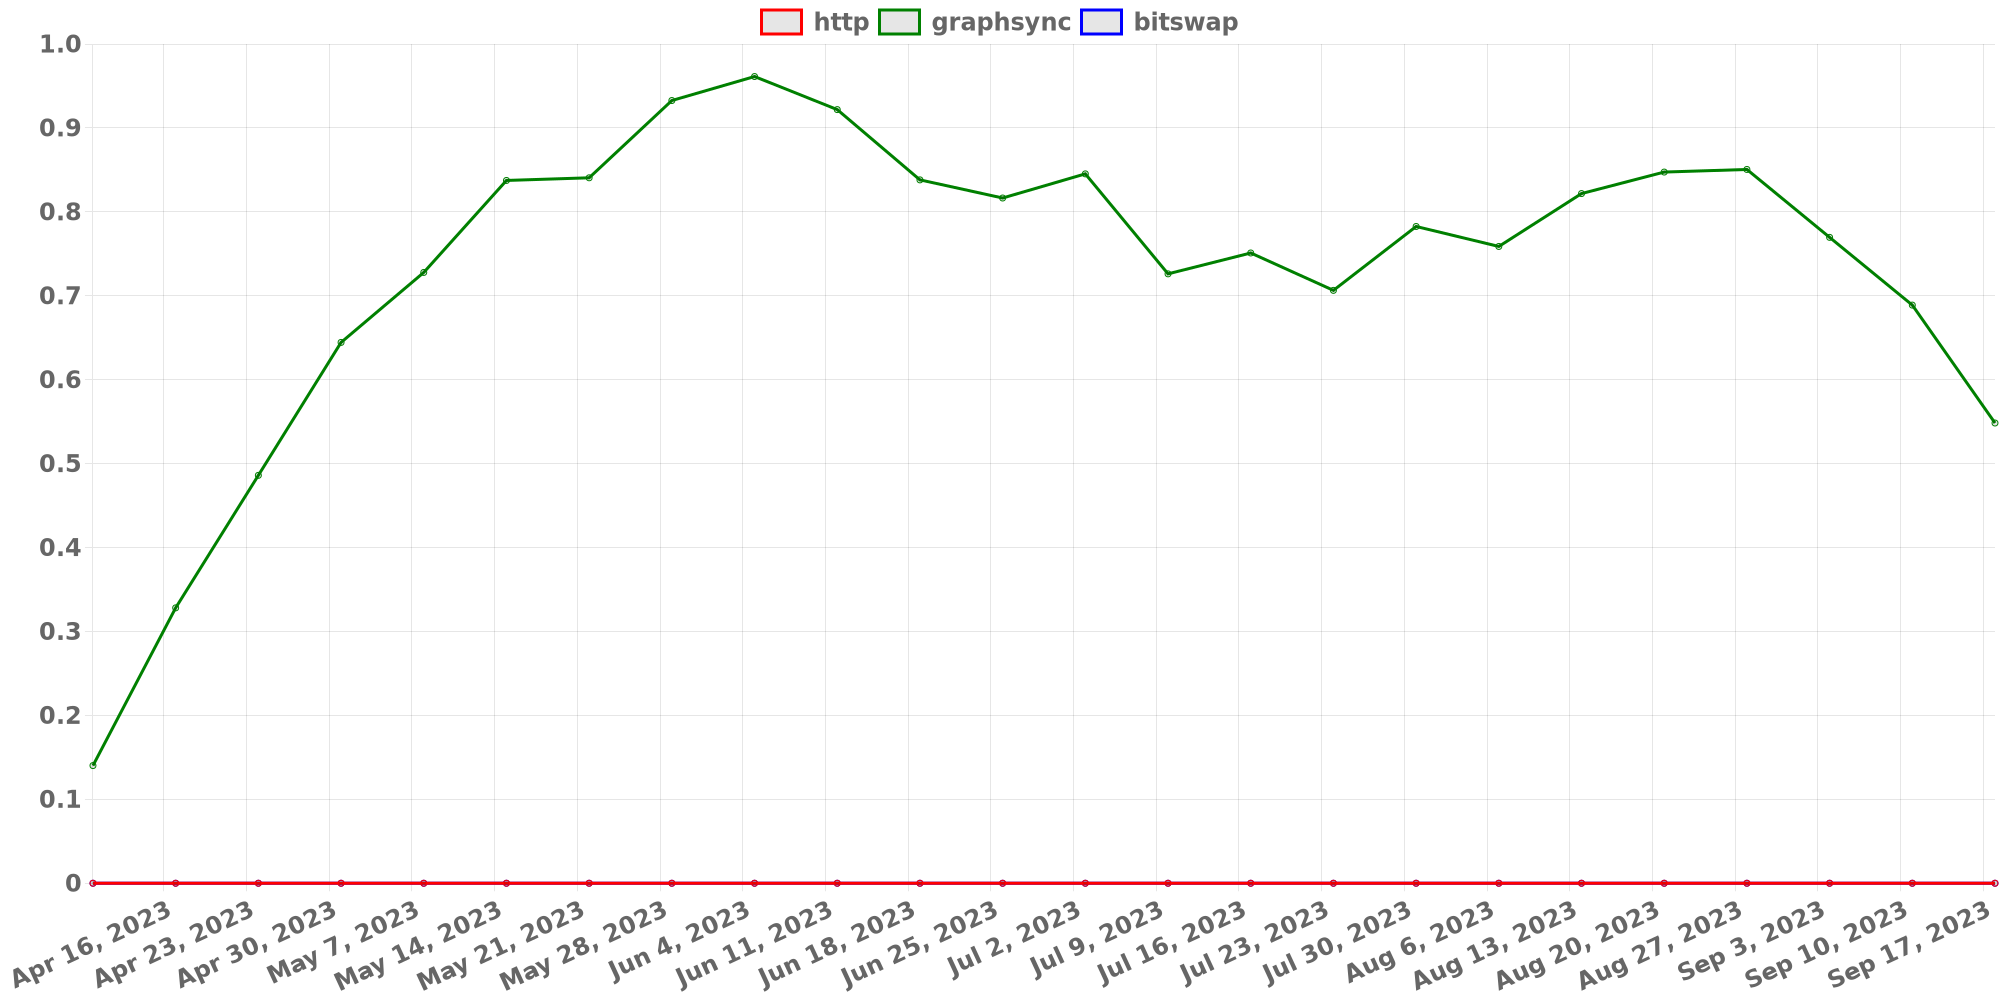 http graphsync bitswap
1.0
0.9
0.8
0.7
0.6
0.5
0.4
0.3
0.2
0.1
0
Apr 16, 2023
Apr 23, 2023
Apr 30, 2023
May 7, 2023
May 14, 2023
May 21, 2023
May 28, 2023
Jun 4, 2023
Jun 11, 2023
Jun 18, 2023
Jun 25, 2023
Jul 2, 2023
Jul 9, 2023
Jul 16, 2023
Jul 23, 2023
Jul 30, 2023
Aug 6, 2023
Aug 13, 2023
Aug 20, 2023
Aug 27, 2023
Sep 3, 2023
Sep 10, 2023
Sep 17, 2023